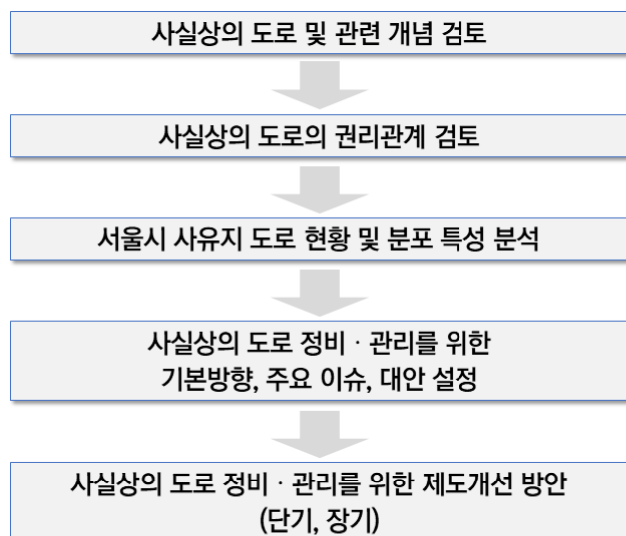 사실상의 도로 및 관련 개념 검토
사실상의 도로의 권리관계 검토
서울시 사유지 도로 현황 및 분포 특성 분석
사실상의 도로 정비 · 관리를 위한
기본방향, 주요 이슈, 대안 설정
사실상의 도로 정비 · 관리를 위한 제도개선 방안
(단기, 장기)